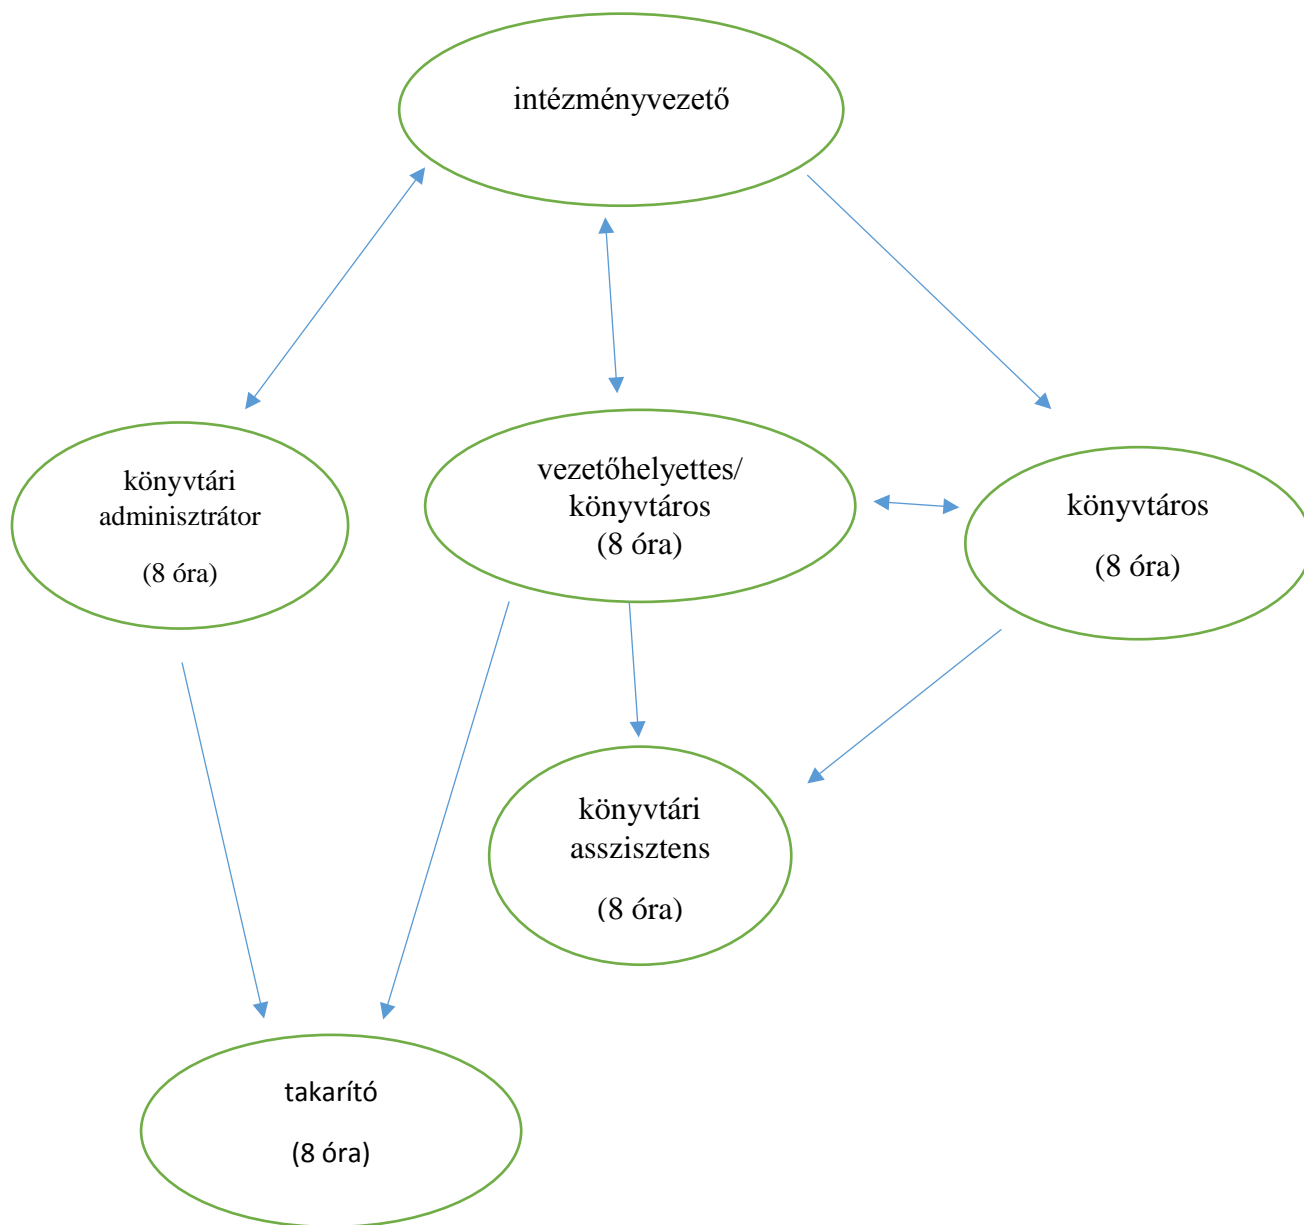 intézményvezető
könyvtári
adminisztrátor
(8 óra)
vezetőhelyettes/
könyvtáros
(8 óra)
könyvtáros
(8 óra)
könyvtári
asszisztens
(8 óra)
takarító
(8 óra)